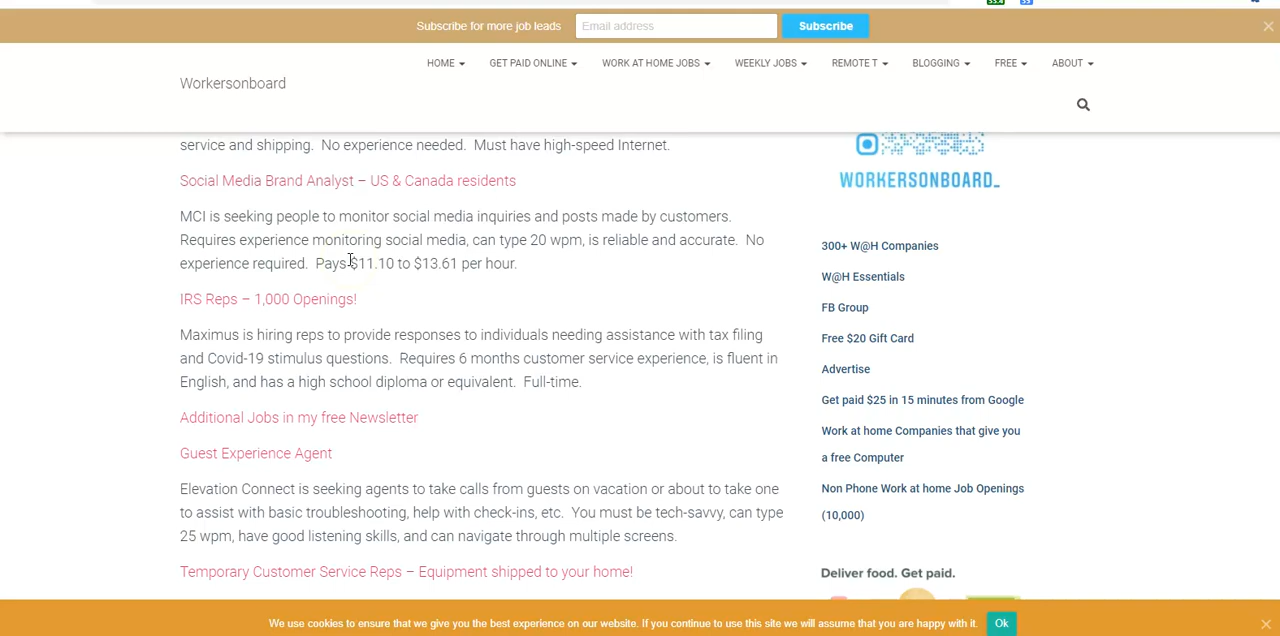 Subscribe for more job leads
Email address
Subscribe
Workersonboard
HOME
GET PAID ONLINE
WORK AT HOME JOBS
WEEKLY JOBS
REMOTE T
BLOGGING
FREE
ABOUT
service and shipping. No experience needed. Must have high-speed Internet.
Social Media Brand Analyst – US & Canada residents
MCI is seeking people to monitor social media inquiries and posts made by customers.
Requires experience monitoring social media, can type 20 wpm, is reliable and accurate. No
experience required. Pays $11.10 to $13.61 per hour.
IRS Reps – 1,000 Openings!
Maximus is hiring reps to provide responses to individuals needing assistance with tax filing
and Covid-19 stimulus questions. Requires 6 months customer service experience, is fluent in
English, and has a high school diploma or equivalent. Full-time.
Additional Jobs in my free Newsletter
Guest Experience Agent
Elevation Connect is seeking agents to take calls from guests on vacation or about to take one
to assist with basic troubleshooting, help with check-ins, etc. You must be tech-savvy, can type
25 wpm, have good listening skills, and can navigate through multiple screens.
Temporary Customer Service Reps – Equipment shipped to your home!
WORKERSONBOARD_
300+ W@H Companies
W@H Essentials
FB Group
Free $20 Gift Card
Advertise
Get paid $25 in 15 minutes from Google
Work at home Companies that give you
a free Computer
Non Phone Work at home Job Openings
(10,000)
Deliver food. Get paid.
We use cookies to ensure that we give you the best experience on our website. If you continue to use this site we will assume that you are happy with it.
Ok